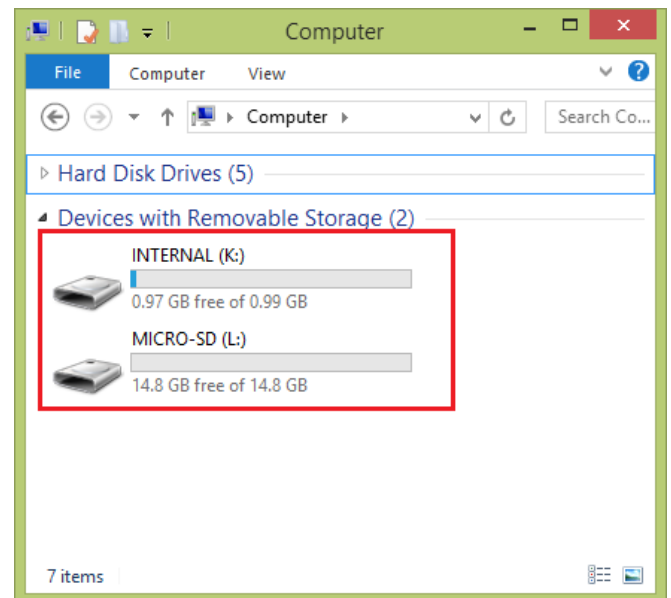 Computer
File Computer View
Computer
Search Co...
Hard Disk Drives (5)
Devices with Removable Storage (2)
INTERNAL (K:)
0.97 GB free of 0.99 GB
MICRO-SD (L:)
14.8 GB free of 14.8 GB
7 items